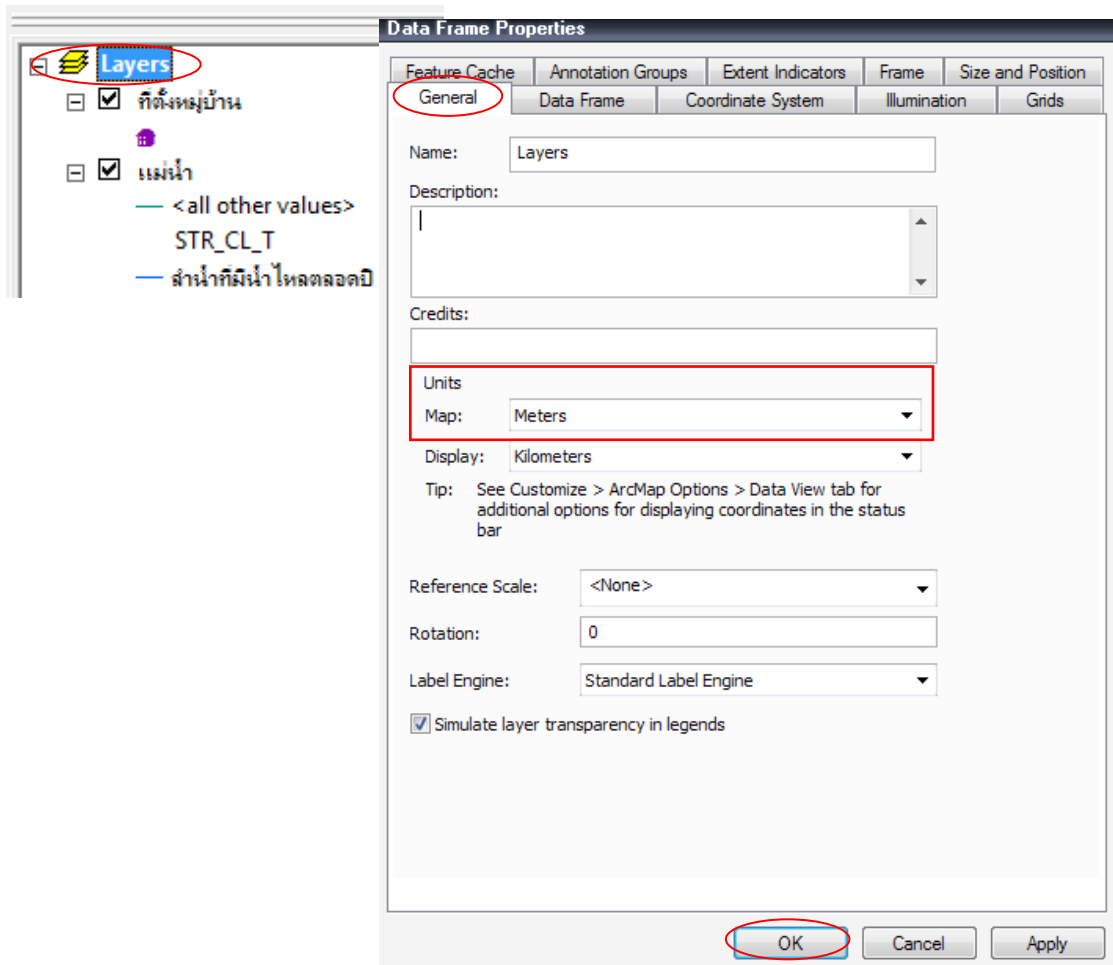 Layers
ที่ตั้งหมู่บ้าน
แม่น้ำ
<all other values>
STR_CL_T
ลำน้ำที่มีน้ำไหลตลอดปี
Data Frame Properties
Feature Cache Annotation Groups Extent Indicators Frame Size and Position
General Data Frame Coordinate System Illumination Grids
Name: Layers
Description:
Credits:
Units
Map: Meters
Display: Kilometers
Tip: See Customize > ArcMap Options > Data View tab for
additional options for displaying coordinates in the status
bar
Reference Scale: <None>
Rotation: 0
Label Engine: Standard Label Engine
Simulate layer transparency in legends
OK Cancel Apply